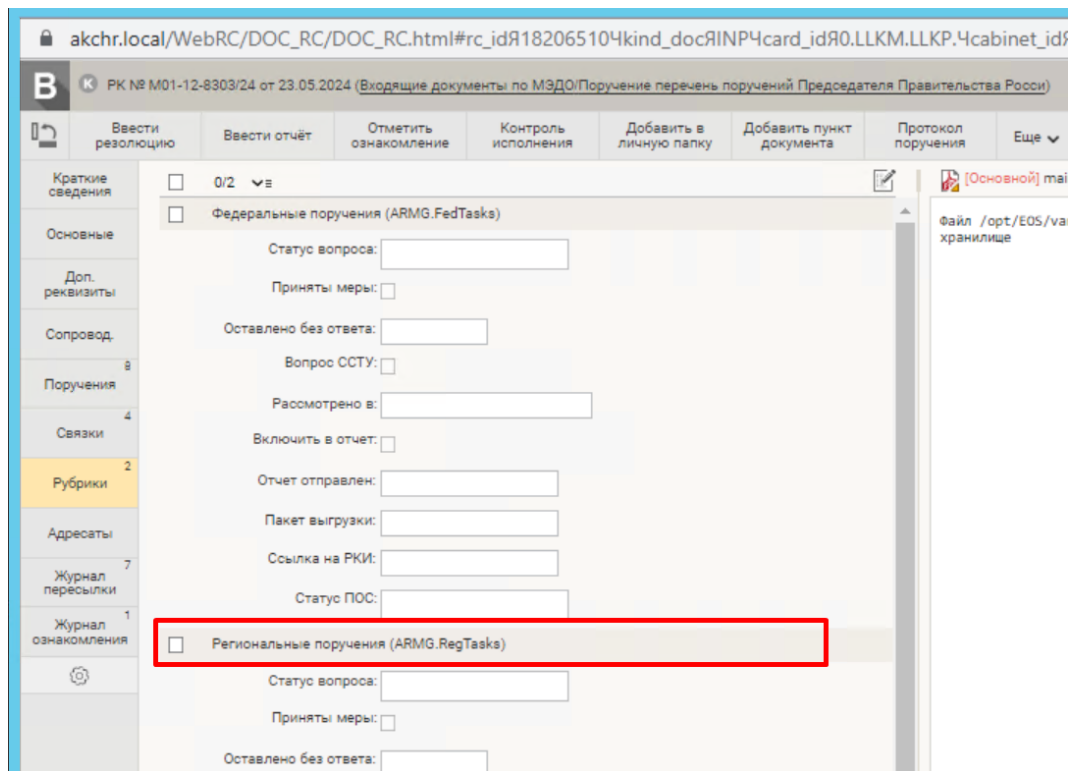 akchr.local/WebRC/DOC_RC/DOC_RC.html#rc_idЯ18206510Чkind_docЯINPЧcard_idЯ0.LLKM.LLKP.Чcabinet_idЯ
B K РК № М01-12-8303/24 от 23.05.2024 (Входящие документы по МЭДО/Поручение перечень поручений Председателя Правительства Росси)
Ввести резолюцию Ввести отчёт Отметить ознакомление Контроль исполнения Добавить в личную папку Добавить пункт документа Протокол поручения Еще
Краткие сведения
Основные
Доп. реквизиты
Сопровод.
Поручения 8
Связки 4
Рубрики 2
Адресаты
Журнал пересылки 7
Журнал ознакомления 1
0/2
Федеральные поручения (ARMG.FedTasks)
Статус вопроса:
Приняты меры:
Оставлено без ответа:
Вопрос ССТУ:
Рассмотрено в:
Включить в отчет:
Отчет отправлен:
Пакет выгрузки:
Ссылка на РКИ:
Статус ПОС:
Региональные поручения (ARMG.RegTasks)
Статус вопроса:
Приняты меры:
Оставлено без ответа:
[Основной] mai
Файл /opt/EOS/va
хранилище